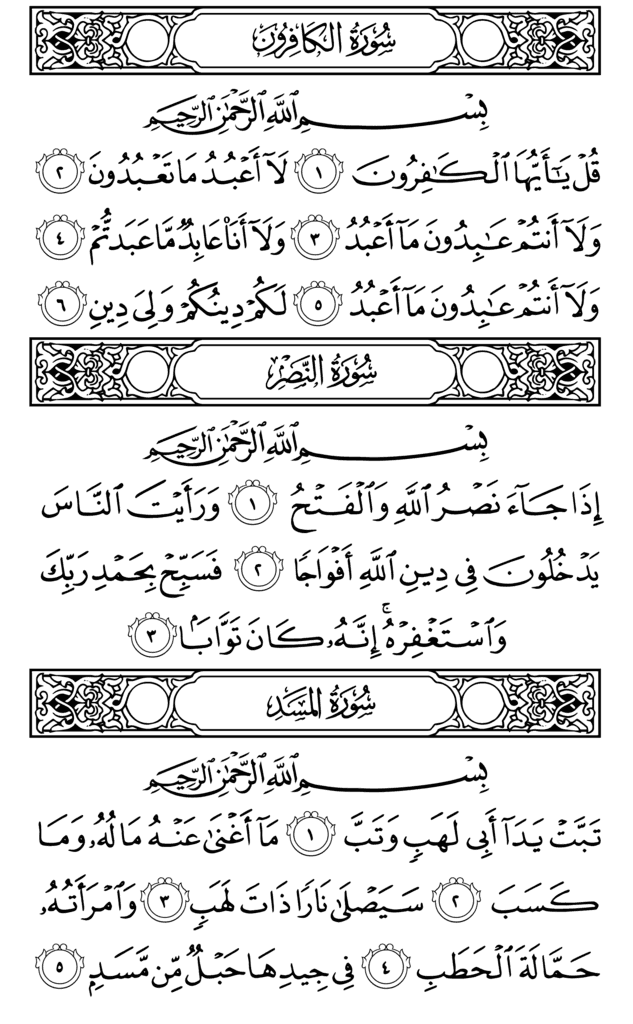 سُورَةُ الكَافِرُونَ
بِسْمِ ٱللَّهِ ٱلرَّحْمَٰنِ ٱلرَّحِيمِ
قُلْ يَٰٓأَيُّهَا ٱلْكَٰفِرُونَ ١ لَآ أَعْبُدُ مَا تَعْبُدُونَ ٢
وَلَآ أَنتُمْ عَٰبِدُونَ مَآ أَعْبُدُ ٣ وَلَآ أَنَا۠ عَابِدٌ مَّا عَبَدتُّمْ ٤
وَلَآ أَنتُمْ عَٰبِدُونَ مَآ أَعْبُدُ ٥ لَكُمْ دِينُكُمْ وَلِىَ دِينِ ٦
سُورَةُ النَّصْرِ
بِسْمِ ٱللَّهِ ٱلرَّحْمَٰنِ ٱلرَّحِيمِ
إِذَا جَآءَ نَصْرُ ٱللَّهِ وَٱلْفَتْحُ ١ وَرَأَيْتَ ٱلنَّاسَ
يَدْخُلُونَ فِى دِينِ ٱللَّهِ أَفْوَاجًا ٢ فَسَبِّحْ بِحَمْدِ رَبِّكَ
وَٱسْتَغْفِرْهُ ۚ إِنَّهُۥ كَانَ تَوَّابَۢا ٣
سُورَةُ المَسَدِ
بِسْمِ ٱللَّهِ ٱلرَّحْمَٰنِ ٱلرَّحِيمِ
تَبَّتْ يَدَآ أَبِى لَهَبٍ وَتَبَّ ١ مَآ أَغْنَىٰ عَنْهُ مَالُهُۥ وَمَا
كَسَبَ ٢ سَيَصْلَىٰ نَارًا ذَاتَ لَهَبٍ ٣ وَٱمْرَأَتُهُۥ
حَمَّالَةَ ٱلْحَطَبِ ٤ فِى جِيدِهَا حَبْلٌ مِّن مَّسَدٍۭ ٥